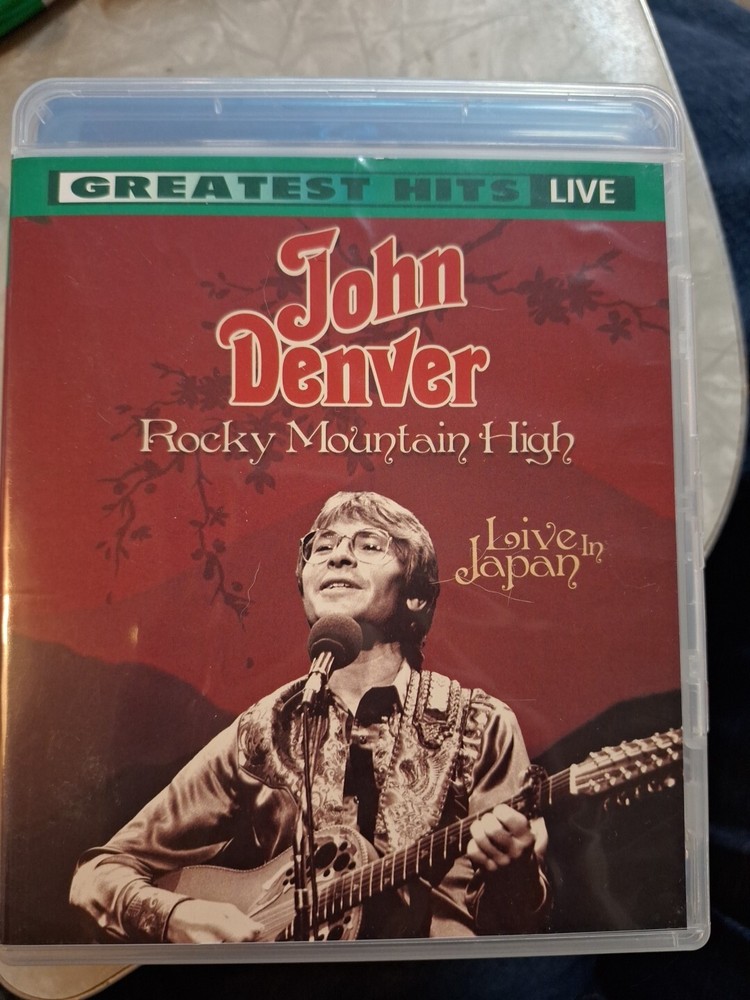 GREATEST HITS LIVE
John
Denver
Rocky Mountain High
Live In
Japan